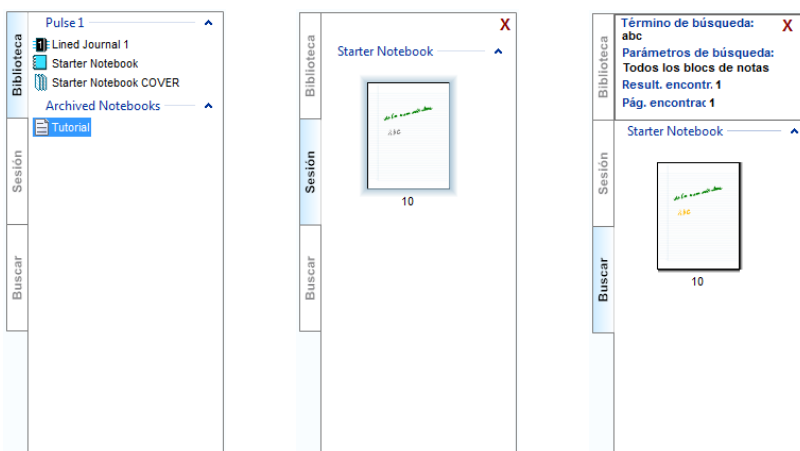 Biblioteca
Sesión
Buscar
Pulse 1
Lined Journal 1
Starter Notebook
Starter Notebook COVER
Archived Notebooks
Tutorial
Biblioteca
Sesión
Buscar
X
Starter Notebook
ABC
10
Biblioteca
Sesión
Buscar
Término de búsqueda:
X
abc
Parámetros de búsqueda:
Todos los blocs de notas
Result. encontr. 1
Pág. encontrac 1
Starter Notebook
ABC
10